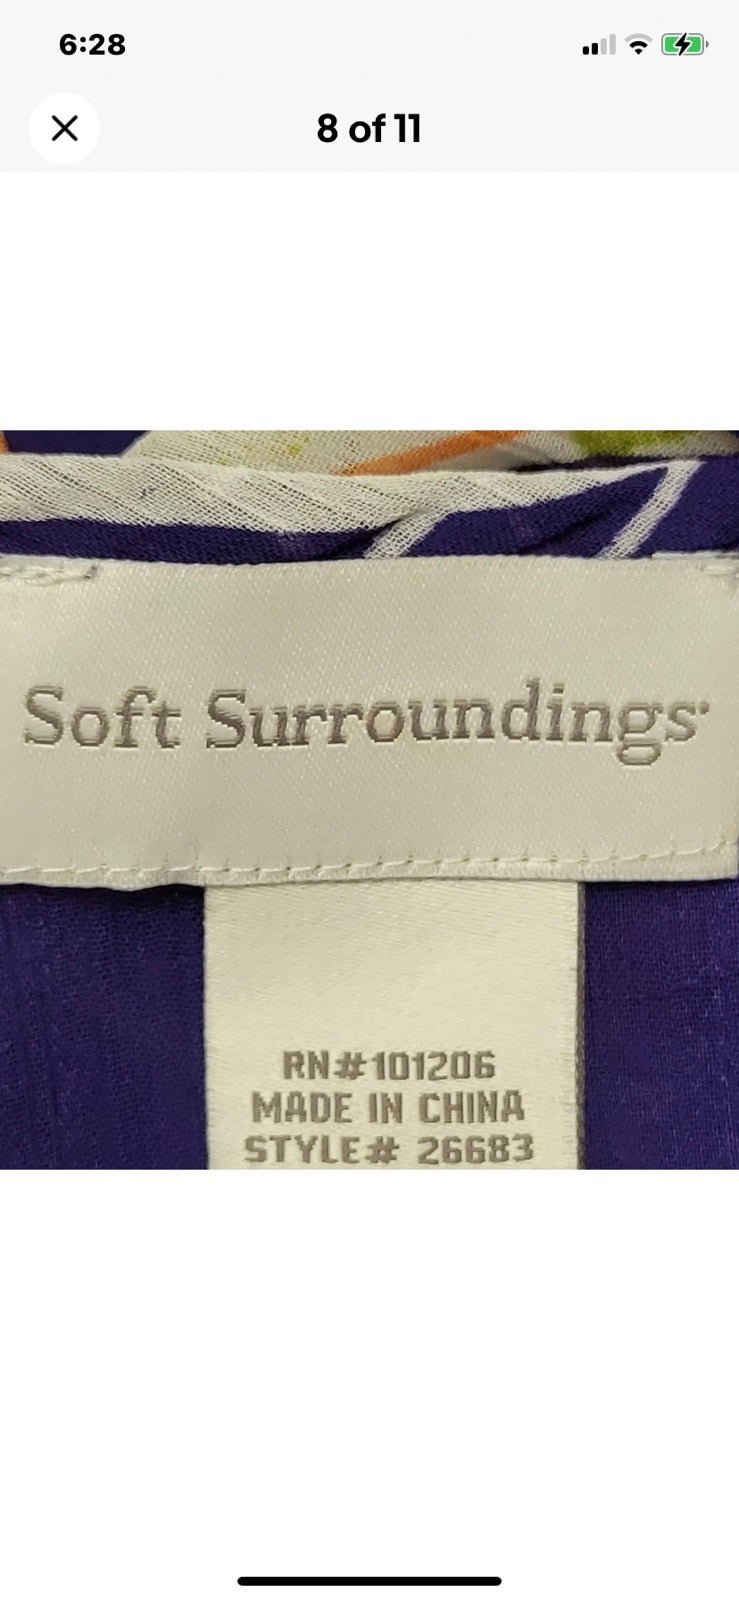 6:28
8 of 11
Soft Surroundings
RN#101206
MADE IN CHINA
STYLE# 26683